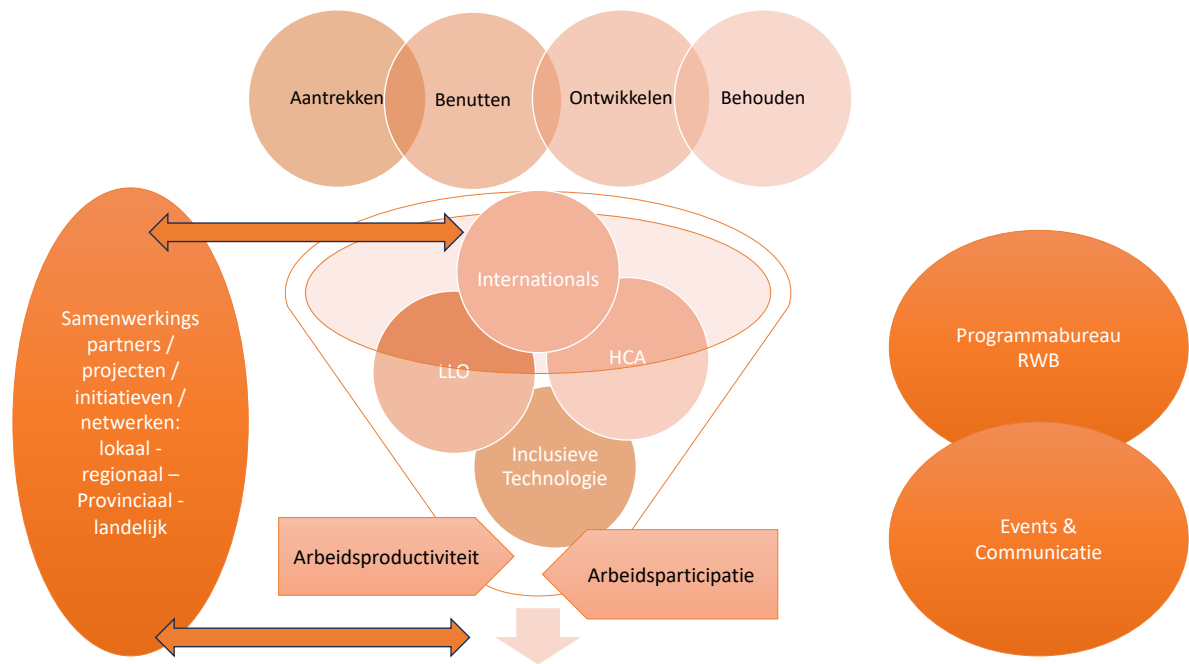 Aantrekken
Benutten
Ontwikkelen
Behouden
Samenwerkings
partners /
projecten /
initiatieven /
netwerken:
lokaal -
regionaal –
Provinciaal -
landelijk
Internationals
LLO
HCA
Inclusieve
Technologie
Arbeidsproductiviteit
Arbeidsparticipatie
Programmabureau
RWB
Events &
Communicatie